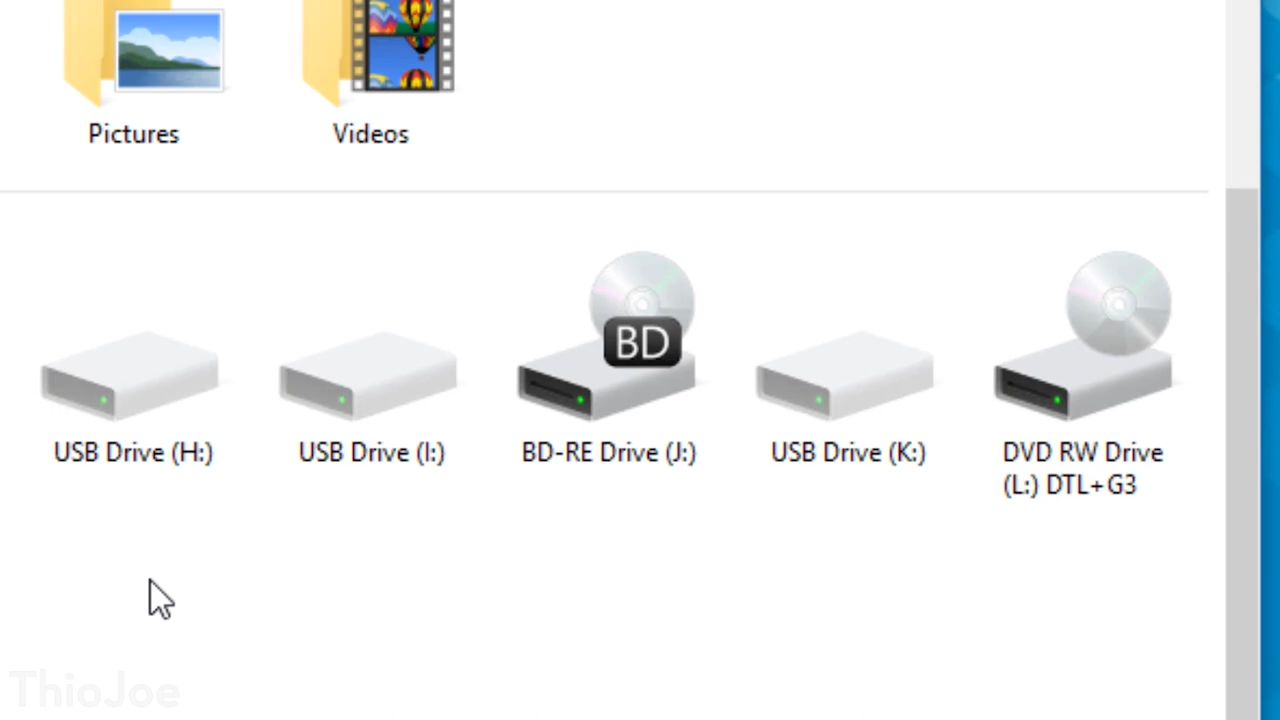 Pictures
Videos
BD
USB Drive (H:)
USB Drive (I:)
BD-RE Drive (J:)
USB Drive (K:)
DVD RW Drive
(L:) DTL+G3
ThioJoe